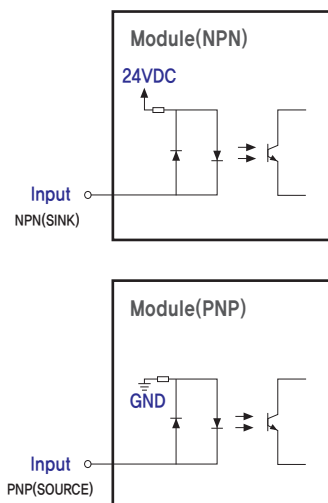 Module(NPN)
24VDC
Input
NPN(SINK)
Module(PNP)
GND
Input
PNP(SOURCE)